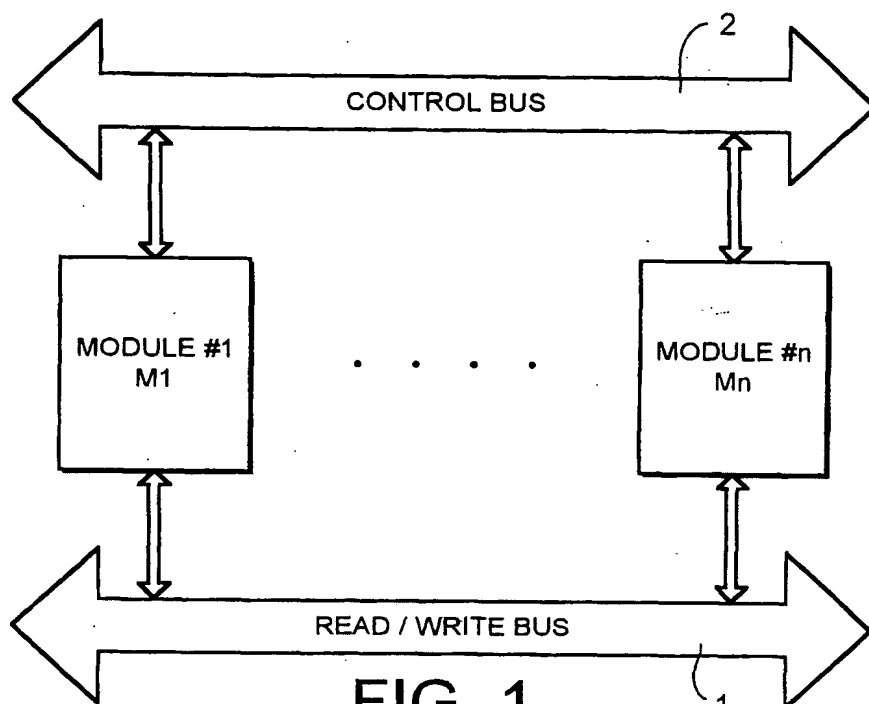 2
CONTROL BUS
MODULE #1
M1
MODULE #n
Mn
READ / WRITE BUS
1
FIG. 1